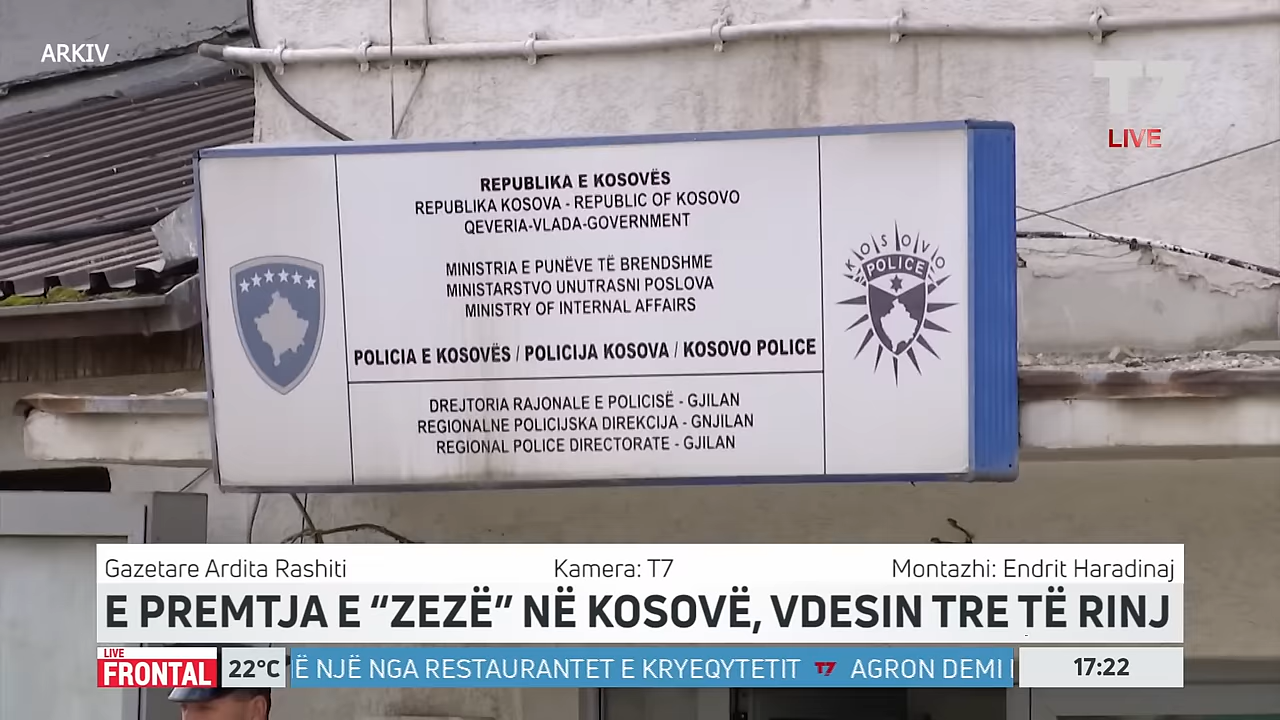 ARKIV
T7
LIVE
REPUBLIKA E KOSOVËS
REPUBLIKA KOSOVA - REPUBLIC OF KOSOVO
QEVERIA-VLADA-GOVERNMENT
MINISTRIA E PUNËVE TË BRENDSHME
MINISTARSTVO UNUTRASNI POSLOVA
MINISTRY OF INTERNAL AFFAIRS
POLICIA E KOSOVËS / POLICIJA KOSOVA / KOSOVO POLICE
DREJTORIA RAJONALE E POLICISË - GJILAN
REGIONALNE POLICIJSKA DIREKCIJA - GNJILAN
REGIONAL POLICE DIRECTORATE - GJILAN
KOSOVO
POLICE
Gazetare Ardita Rashiti Kamera: T7 Montazhi: Endrit Haradinaj
E PREMTJA E “ZEZË” NË KOSOVË, VDESIN TRE TË RINJ
LIVE
FRONTAL 22°C Ë NJË NGA RESTAURANTET E KRYEQYTETIT T7 AGRON DEMI 17:22